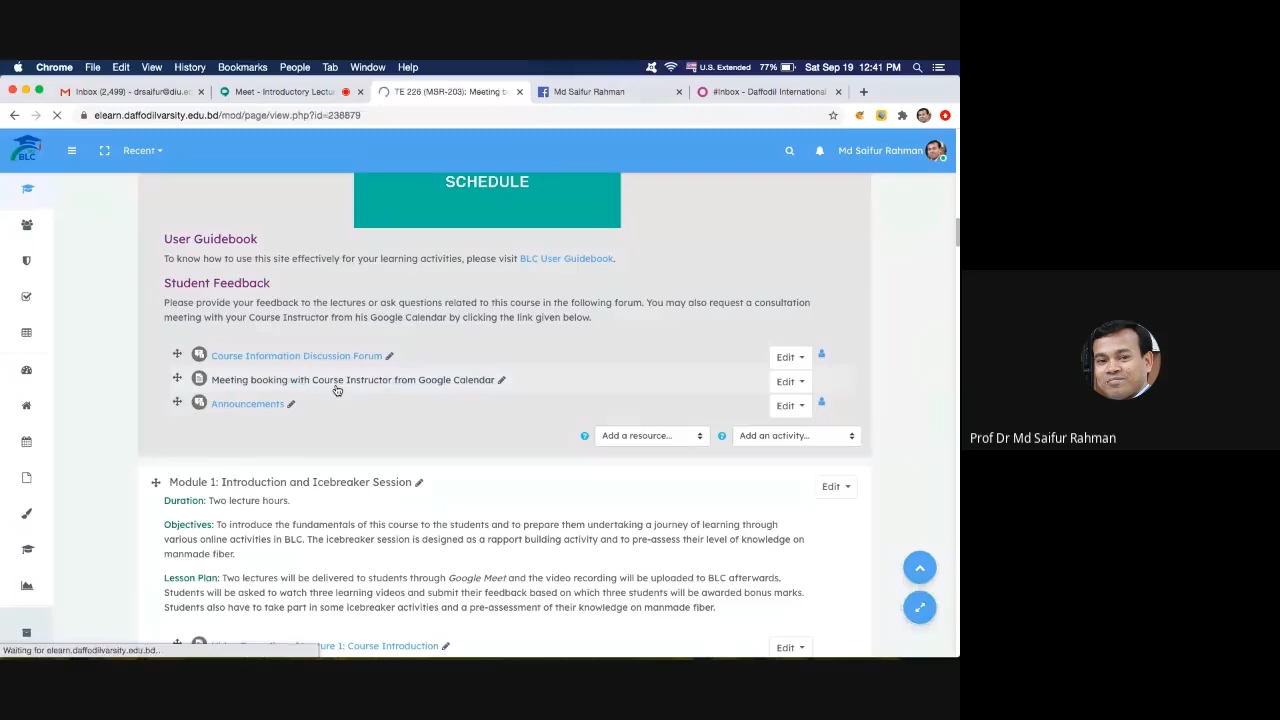 Chrome File Edit View History Bookmarks People Tab Window Help U.S. Extended 77% Sat Sep 19 12:41 PM
Inbox (2,499) - drsaifur@diu.e Meet - Introductory Lectu TE 226 (MSR-203): Meeting b Md Saifur Rahman #Inbox - Daffodil International
elearn.daffodilvarsity.edu.bd/mod/page/view.php?id=238879
BLC Recent Md Saifur Rahman
SCHEDULE
User Guidebook
To know how to use this site effectively for your learning activities, please visit BLC User Guidebook.
Student Feedback
Please provide your feedback to the lectures or ask questions related to this course in the following forum. You may also request a consultation
meeting with your Course Instructor from his Google Calendar by clicking the link given below.
Course Information Discussion Forum Edit
Meeting booking with Course Instructor from Google Calendar Edit
Announcements Edit
Add a resource... Add an activity...
Module 1: Introduction and Icebreaker Session Edit
Duration: Two lecture hours.
Objectives: To introduce the fundamentals of this course to the students and to prepare them undertaking a journey of learning through
various online activities in BLC. The icebreaker session is designed as a rapport building activity and to pre-assess their level of knowledge on
manmade fiber.
Lesson Plan: Two lectures will be delivered to students through Google Meet and the video recording will be uploaded to BLC afterwards.
Students will be asked to watch three learning videos and submit their feedback based on which three students will be awarded bonus marks.
Students also have to take part in some icebreaker activities and a pre-assessment of their knowledge on manmade fiber.
1: Course Introduction Edit
Waiting for elearn.daffodilvarsity.edu.bd...
Prof Dr Md Saifur Rahman